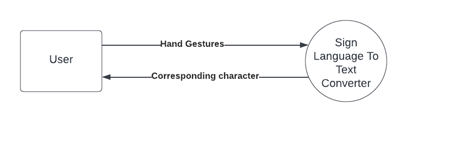 User
Hand Gestures
Corresponding character
Sign
Language To
Text
Converter